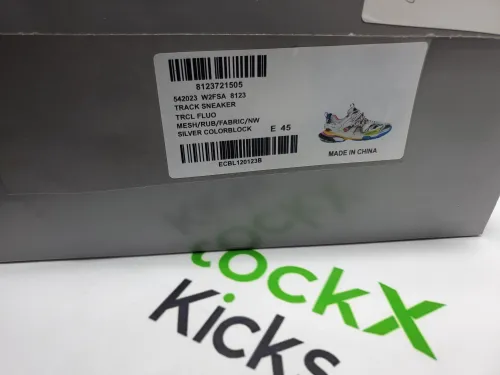 8123721505
542023 W2FSA 8123
TRACK SNEAKER
TRCL FLUO
MESH/RUB/FABRIC/NW
SILVER COLORBLOCK E 45
ECBL120123B
MADE IN CHINA
tockX
Kicks